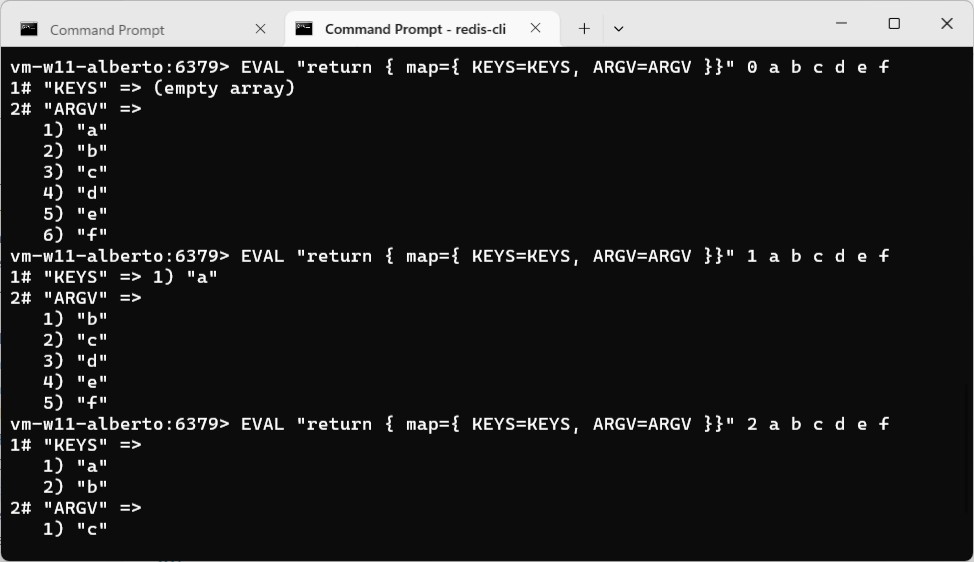 Command Prompt
Command Prompt - redis-cli
vm-w11-alberto:6379> EVAL "return { map={ KEYS=KEYS, ARGV=ARGV }}" 0 a b c d e f
1# "KEYS" => (empty array)
2# "ARGV" =>
   1) "a"
   2) "b"
   3) "c"
   4) "d"
   5) "e"
   6) "f"
vm-w11-alberto:6379> EVAL "return { map={ KEYS=KEYS, ARGV=ARGV }}" 1 a b c d e f
1# "KEYS" => 1) "a"
2# "ARGV" =>
   1) "b"
   2) "c"
   3) "d"
   4) "e"
   5) "f"
vm-w11-alberto:6379> EVAL "return { map={ KEYS=KEYS, ARGV=ARGV }}" 2 a b c d e f
1# "KEYS" =>
   1) "a"
   2) "b"
2# "ARGV" =>
   1) "c"